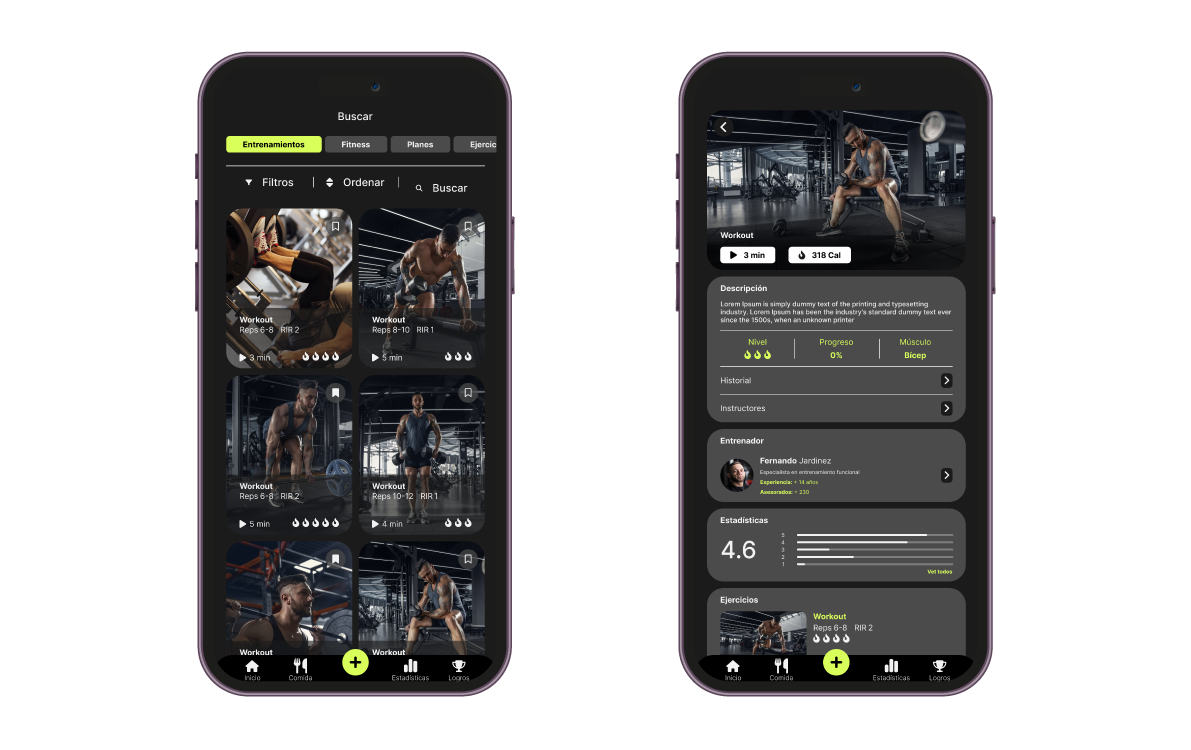 Buscar
Entrenamientos
Fitness
Planes
Ejercic
Filtros
Ordenar
Buscar
Workout
Reps 6-8 RIR 2
3 min
Workout
Reps 8-10 RIR 1
5 min
Workout
Reps 6-8 RIR 2
5 min
Workout
Reps 10-12 RIR 1
4 min
Workout
Workout
Inicio
Comida
Estadísticas
Logros
Workout
3 min
318 Cal
Descripción
Lorem Ipsum is simply dummy text of the printing and typesetting
industry. Lorem Ipsum has been the industry's standard dummy text ever
since the 1500s, when an unknown printer
Nivel
Progreso
0%
Músculo
Bícep
Historial
Instructores
Entrenador
Fernando Jardinez
Especialista en entrenamiento funcional
Experiencia: + 14 años
Asesorados: + 230
Estadísticas
4.6
5
4
3
2
1
Vet todos
Ejercicios
Workout
Reps 6-8 RIR 2
Inicio
Comida
Estadísticas
Logros